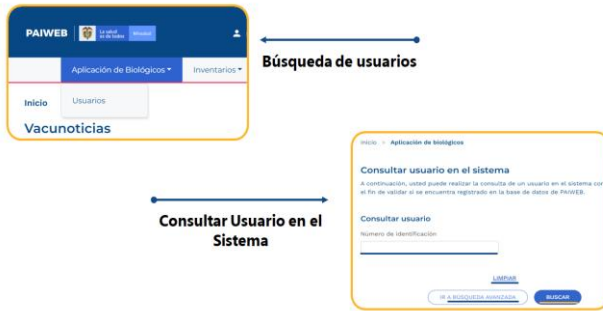 PAIWEB
La salud
es de todos
Minsalud
Aplicación de Biológicos
Inventarios
Inicio
Usuarios
Vacunoticias
Búsqueda de usuarios
Inicio > Aplicación de biológicos
Consultar usuario en el sistema
A continuación, usted puede realizar la consulta de un usuario en el sistema con
el fin de validar si se encuentra registrado en la base de datos de PAIWEB.
Consultar usuario
Número de identificación
LIMPIAR
IR A BÚSQUEDA AVANZADA
BUSCAR
Consultar Usuario en el
Sistema